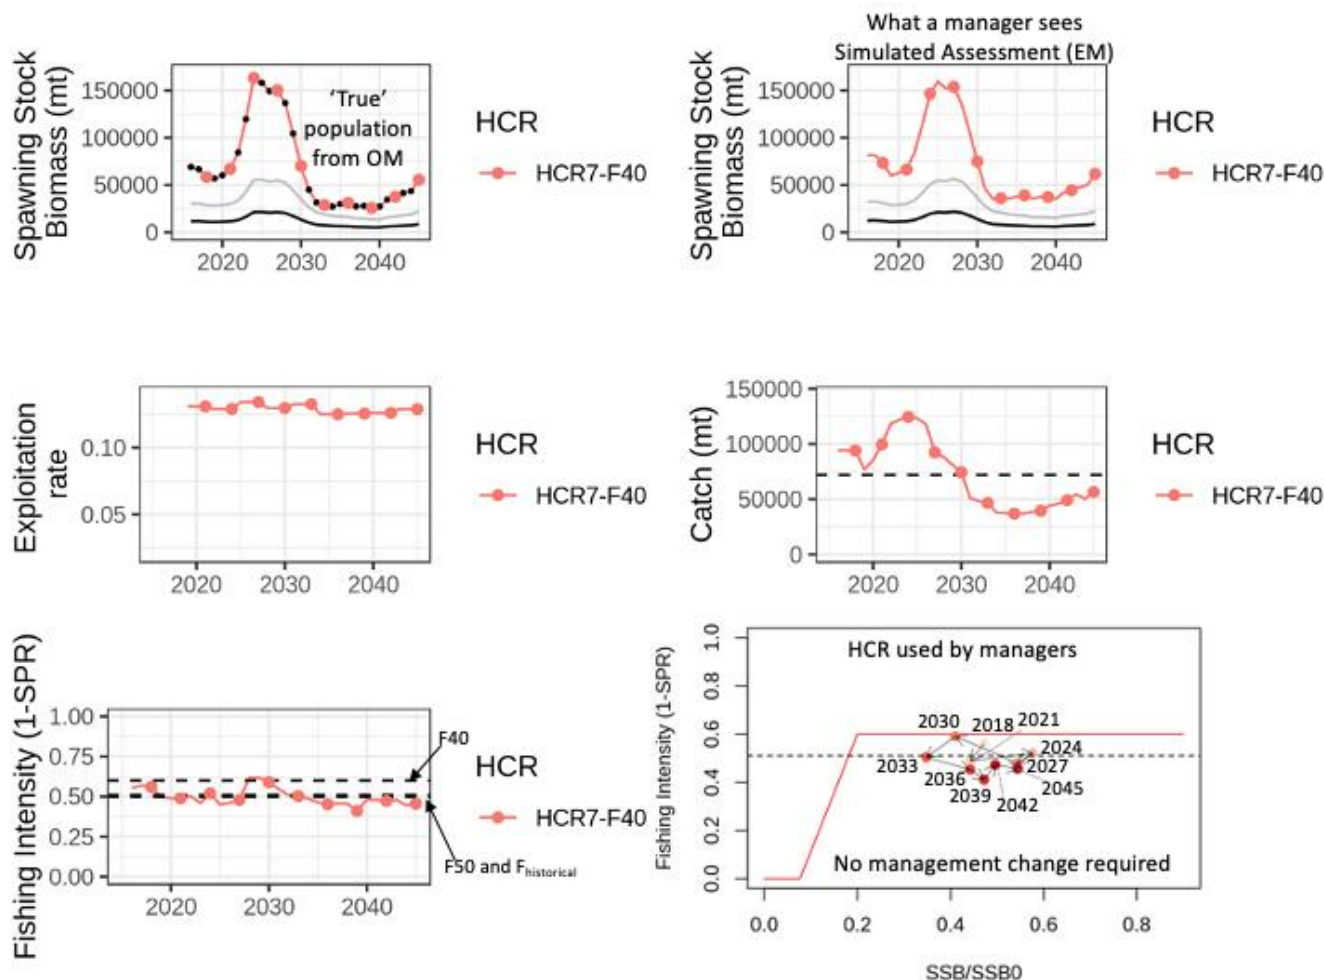 What a manager sees
Simulated Assessment (EM)
Spawning Stock
Biomass (mt)
150000
100000
50000
0
2020
2030
2040
‘True’
population
from OM
HCR
HCR7-F40
Spawning Stock
Biomass (mt)
150000
100000
50000
0
2020
2030
2040
HCR
HCR7-F40
Exploitation
rate
0.10
0.05
2020
2030
2040
HCR
HCR7-F40
Catch (mt)
150000
100000
50000
0
2020
2030
2040
HCR
HCR7-F40
Fishing Intensity (1-SPR)
1.00
0.75
0.50
0.25
0.00
2020
2030
2040
F40
HCR
HCR7-F40
F50 and Fhistorical
Fishing Intensity (1-SPR)
1.0
0.8
0.6
0.4
0.2
0.0
HCR used by managers
2030
2018
2021
2024
2033
2027
2036
2045
2039
2042
No management change required
0.0
0.2
0.4
0.6
0.8
SSB/SSB0